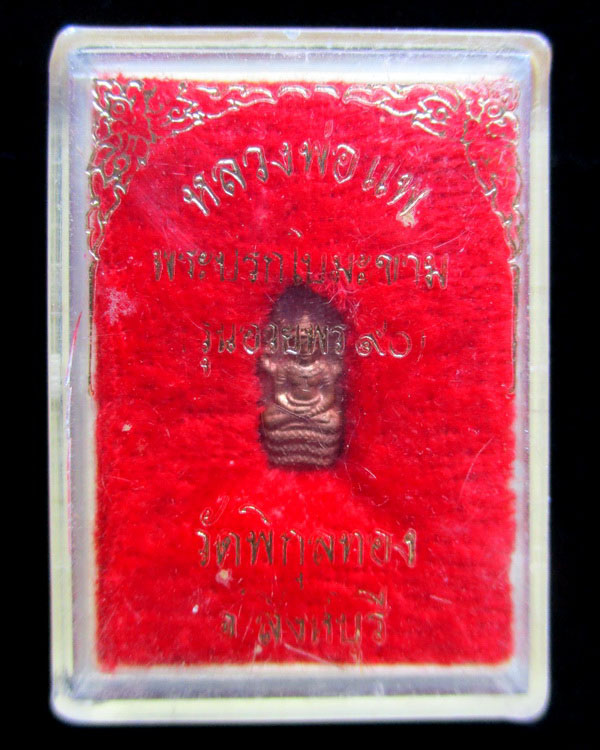 หลวงพ่อแพ
พระปรกใบมะขาม
รุ่นอวยพร ๙๐
วัดพิกุลทอง
จ สิงห์บุรี